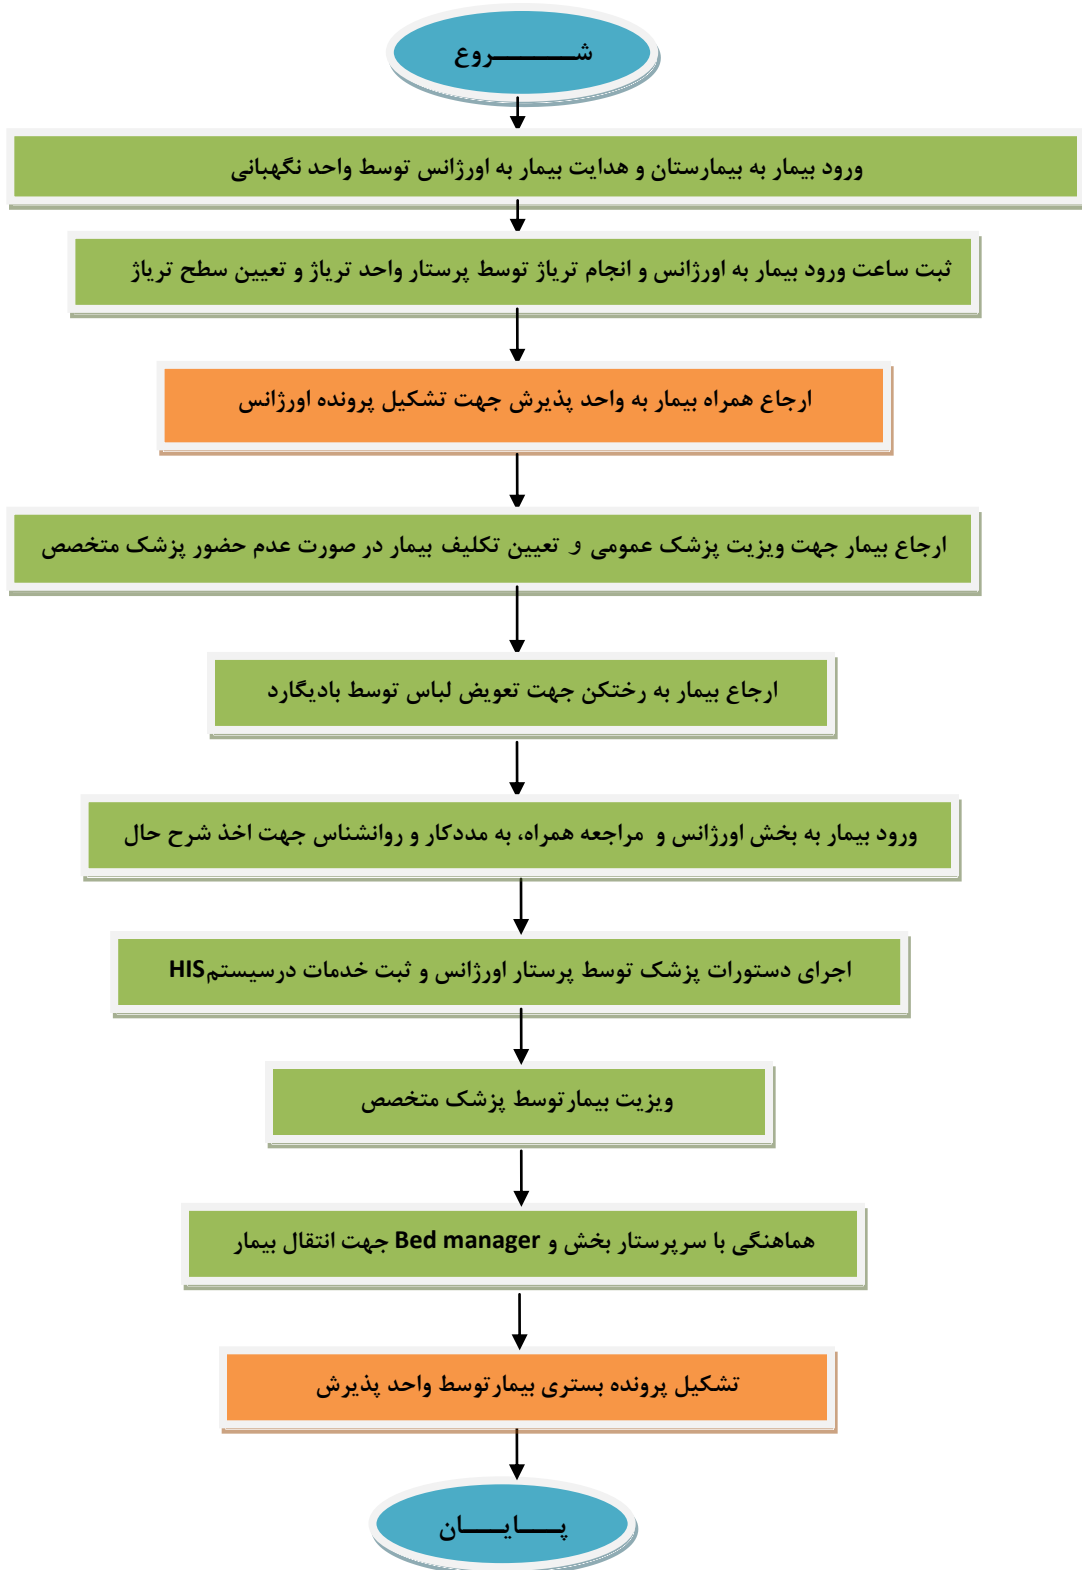 شـــــــــــروع
ورود بیمار به بیمارستان و هدایت بیمار به اورژانس توسط واحد نگهبانی
ثبت ساعت ورود بیمار به اورژانس و انجام تریاژ توسط پرستار واحد تریاژ و تعیین سطح تریاژ
ارجاع همراه بیمار به واحد پذیرش جهت تشکیل پرونده اورژانس
ارجاع بیمار جهت ویزیت پزشک عمومی و تعیین تکلیف بیمار در صورت عدم حضور پزشک متخصص
ارجاع بیمار به رختکن جهت تعویض لباس توسط بادیگارد
ورود بیمار به بخش اورژانس و مراجعه همراه، به مددکار و روانشناس جهت اخذ شرح حال
اجرای دستورات پزشک توسط پرستار اورژانس و ثبت خدمات درسیستمHIS
ویزیت بیمارتوسط پزشک متخصص
هماهنگی با سرپرستار بخش و Bed manager جهت انتقال بیمار
تشکیل پرونده بستری بیمارتوسط واحد پذیرش
پـــــایـــــان